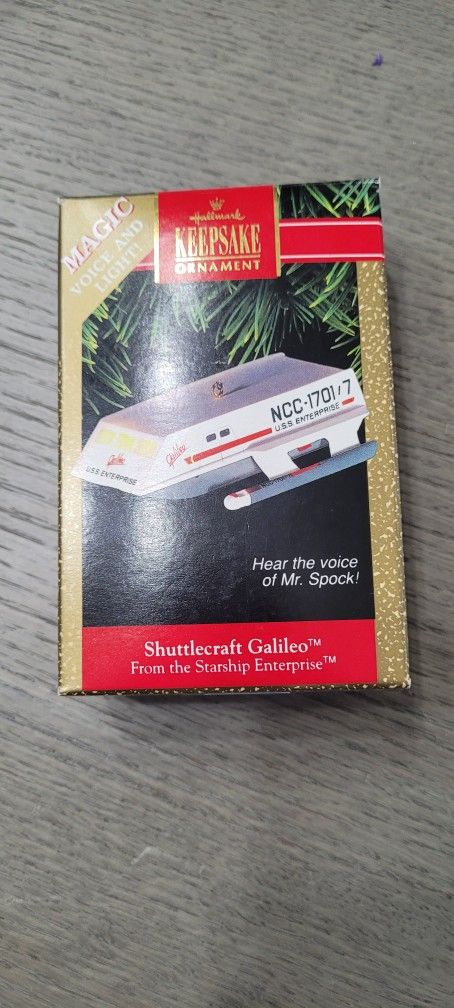 MAGIC
VOICE AND
LIGHT!
Hallmark
KEEPSAKE
ORNAMENT
NCC-1701/7
U.S.S. ENTERPRISE
Galileo
Galileo
U.S.S. ENTERPRISE
Hear the voice
of Mr. Spock!
Shuttlecraft Galileo™
From the Starship Enterprise™